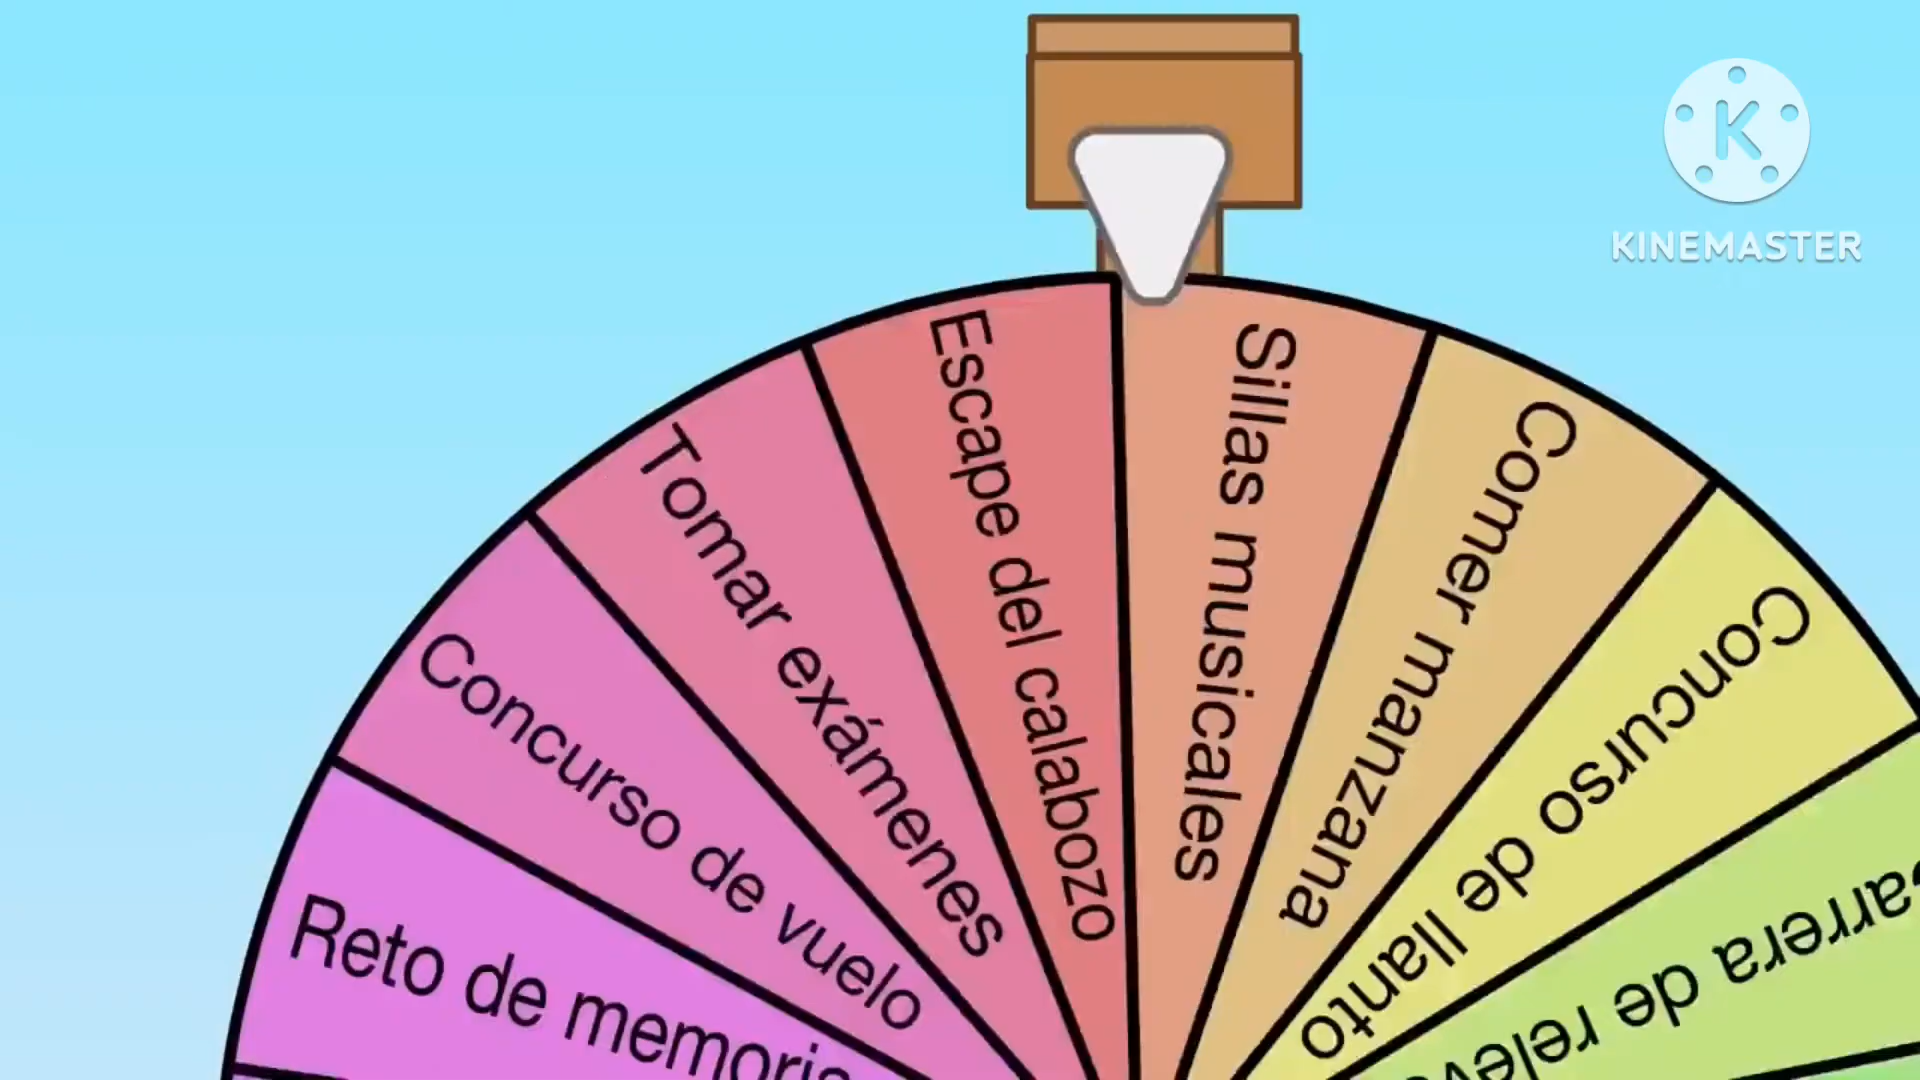 K
KINEMASTER
Reto de memoria
Concurso de vuelo
Tomar exámenes
Escape del calabozo
Sillas musicales
Comer manzana
Concurso de llanto